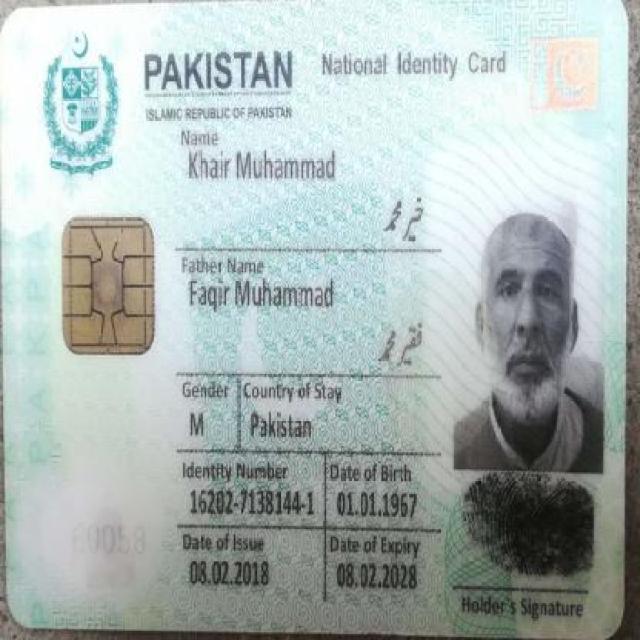 PAKISTAN National Identity Card
ISLAMIC REPUBLIC OF PAKISTAN
Name
Khair Muhammad
خیر محمد
Father Name
Faqir Muhammad
فقیر محمد
Gender Country of Stay
M Pakistan
Identity Number Date of Birth
16202-7138144-1 01.01.1967
Date of Issue Date of Expiry
08.02.2018 08.02.2028
Holder's Signature